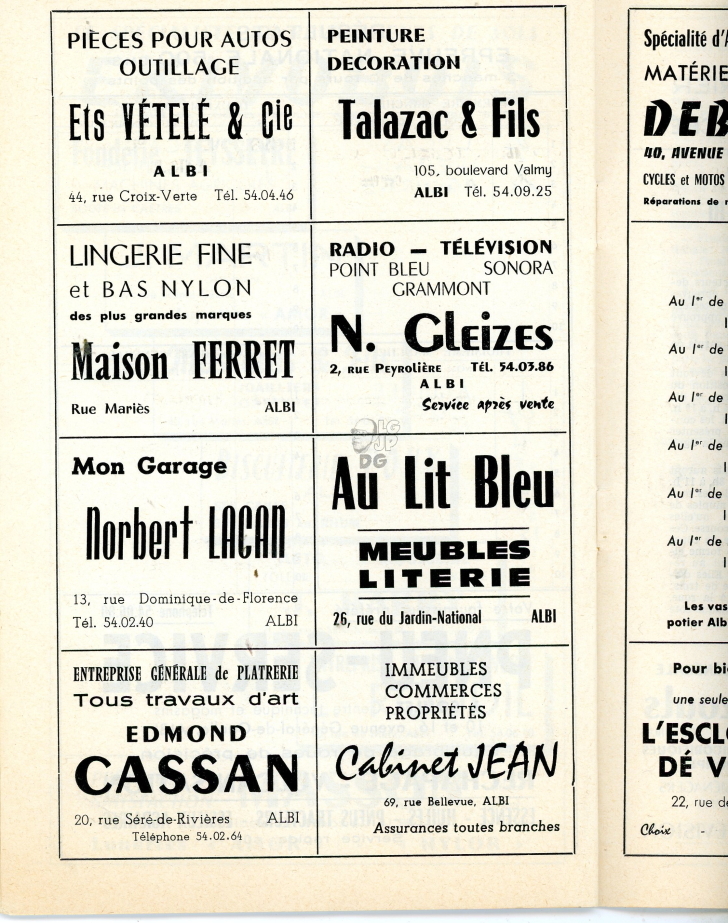 PIÈCES POUR AUTOS
OUTILLAGE
Ets VÉTELÉ & Cie
ALBI
44, rue Croix-Verte Tél. 54.04.46
PEINTURE
DECORATION
Talazac & Fils
105, boulevard Valmy
ALBI Tél. 54.09.25
LINGERIE FINE
et BAS NYLON
des plus grandes marques
Maison FERRET
Rue Mariès ALBI
RADIO — TÉLÉVISION
POINT BLEU SONORA
GRAMMONT
N. Gleizes
2, rue Peyrolière Tél. 54.03.86
ALBI
Service après vente
Mon Garage
Norbert LACAN
13, rue Dominique-de-Florence
Tél. 54.02.40 ALBI
LG
JP
DG
Au Lit Bleu
MEUBLES
LITERIE
26, rue du Jardin-National ALBI
ENTREPRISE GÉNÉRALE de PLATRERIE
Tous travaux d'art
EDMOND
CASSAN
20, rue Séré-de-Rivières ALBI
Téléphone 54.02.64
IMMEUBLES
COMMERCES
PROPRIÉTÉS
Cabinet JEAN
69, rue Bellevue, ALBI
Assurances toutes branches
Spécialité d'
MATÉRIE
DEB
40, AVENUE
CYCLES et MOTOS
Réparations de
Au 1er de
Au 1er de
Au 1er de
Au 1er de
Au 1er de
Au 1er de
Les vas
potier Alb
Pour bi
une seule
L'ESCL
DÉ V
22, rue de
Choix -